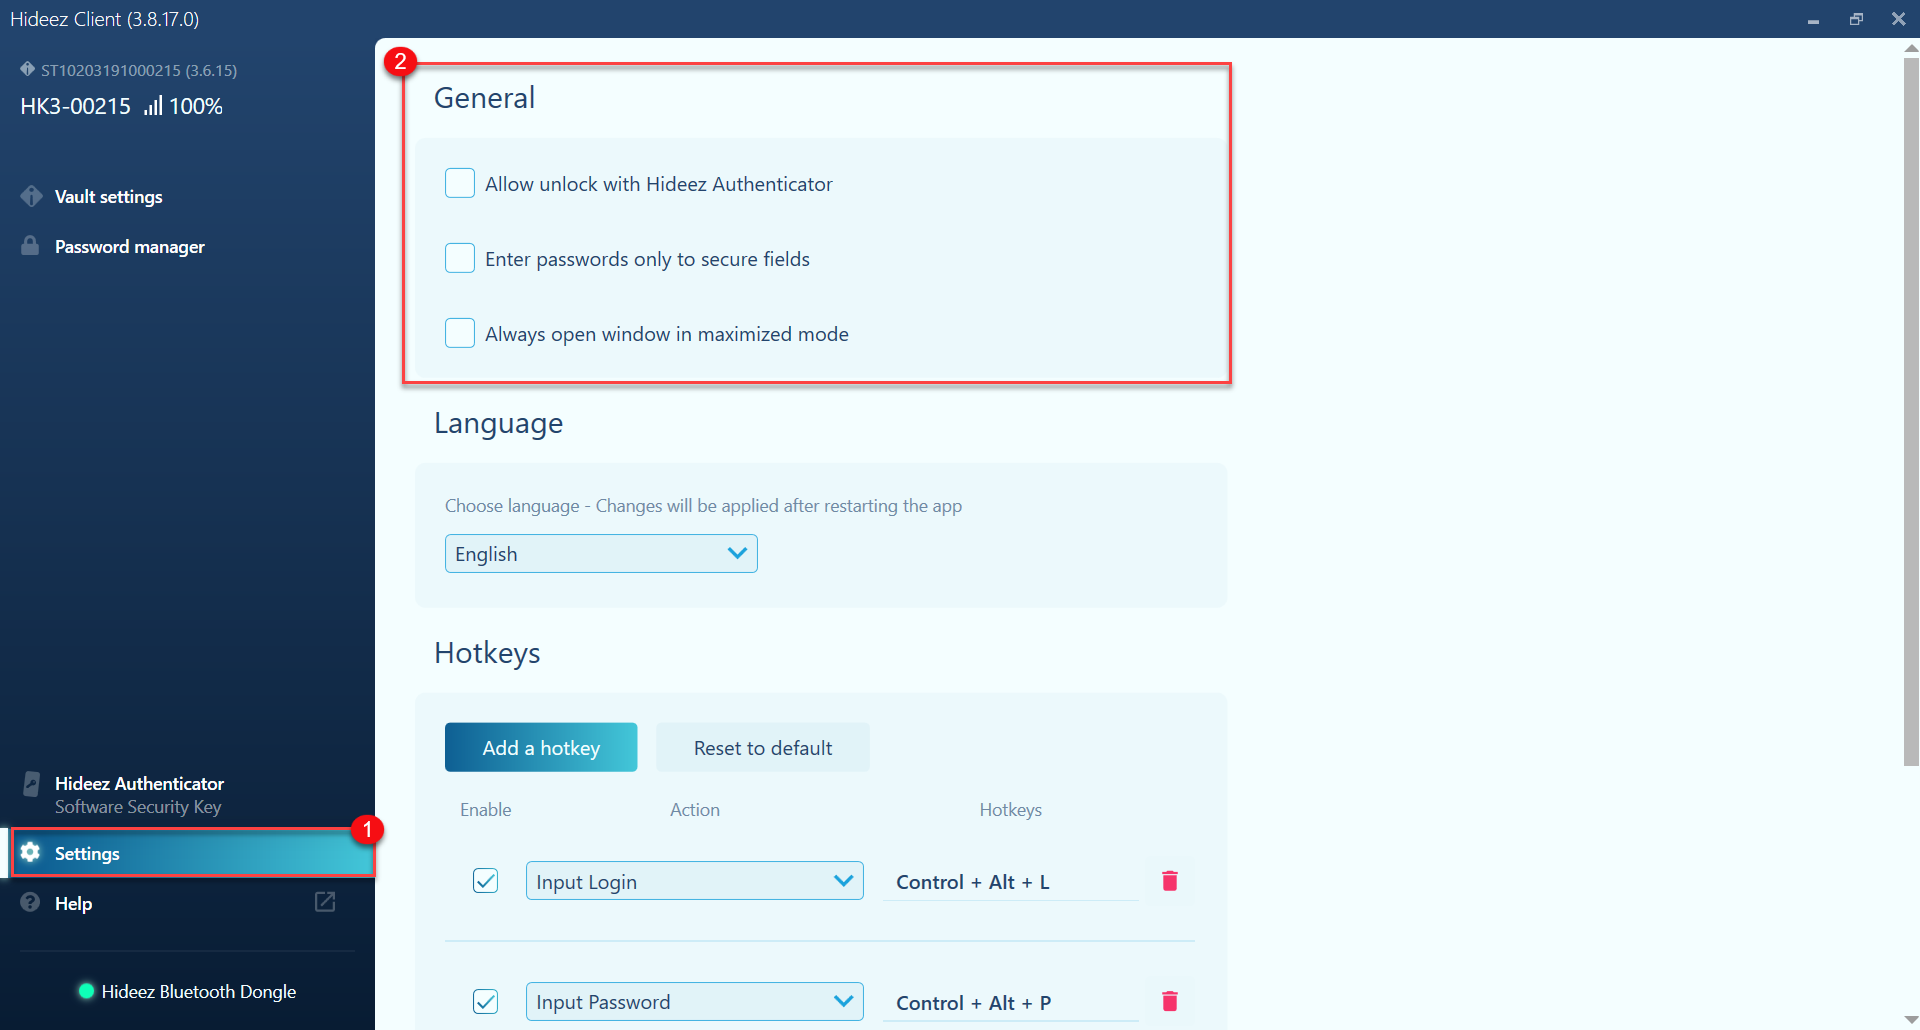 Hideez Client (3.8.17.0)
ST10203191000215 (3.6.15)
HK3-00215 100%
Vault settings
Password manager
Hideez Authenticator
Software Security Key
1
Settings
Help
Hideez Bluetooth Dongle
2
General
Allow unlock with Hideez Authenticator
Enter passwords only to secure fields
Always open window in maximized mode
Language
Choose language - Changes will be applied after restarting the app
English
Hotkeys
Add a hotkey Reset to default
Enable Action Hotkeys
Input Login Control + Alt + L
Input Password Control + Alt + P